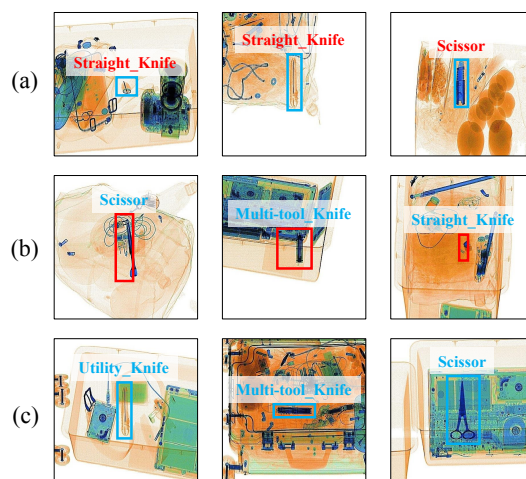 (a)
Straight_Knife
Straight_Knife
Scissor
(b)
Scissor
Multi-tool_Knife
Straight_Knife
(c)
Utility_Knife
Multi-tool_Knife
Scissor